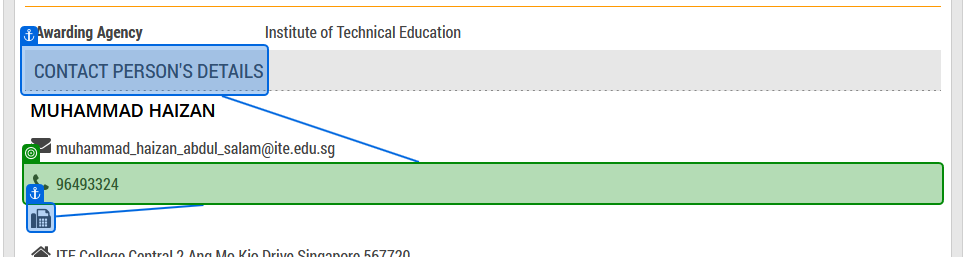 Awarding Agency Institute of Technical Education
CONTACT PERSON'S DETAILS
MUHAMMAD HAIZAN
muhammad_haizan_abdul_salam@ite.edu.sg
96493324
ITE College Central 2 Ang Mo Kio Drive Singapore 567720